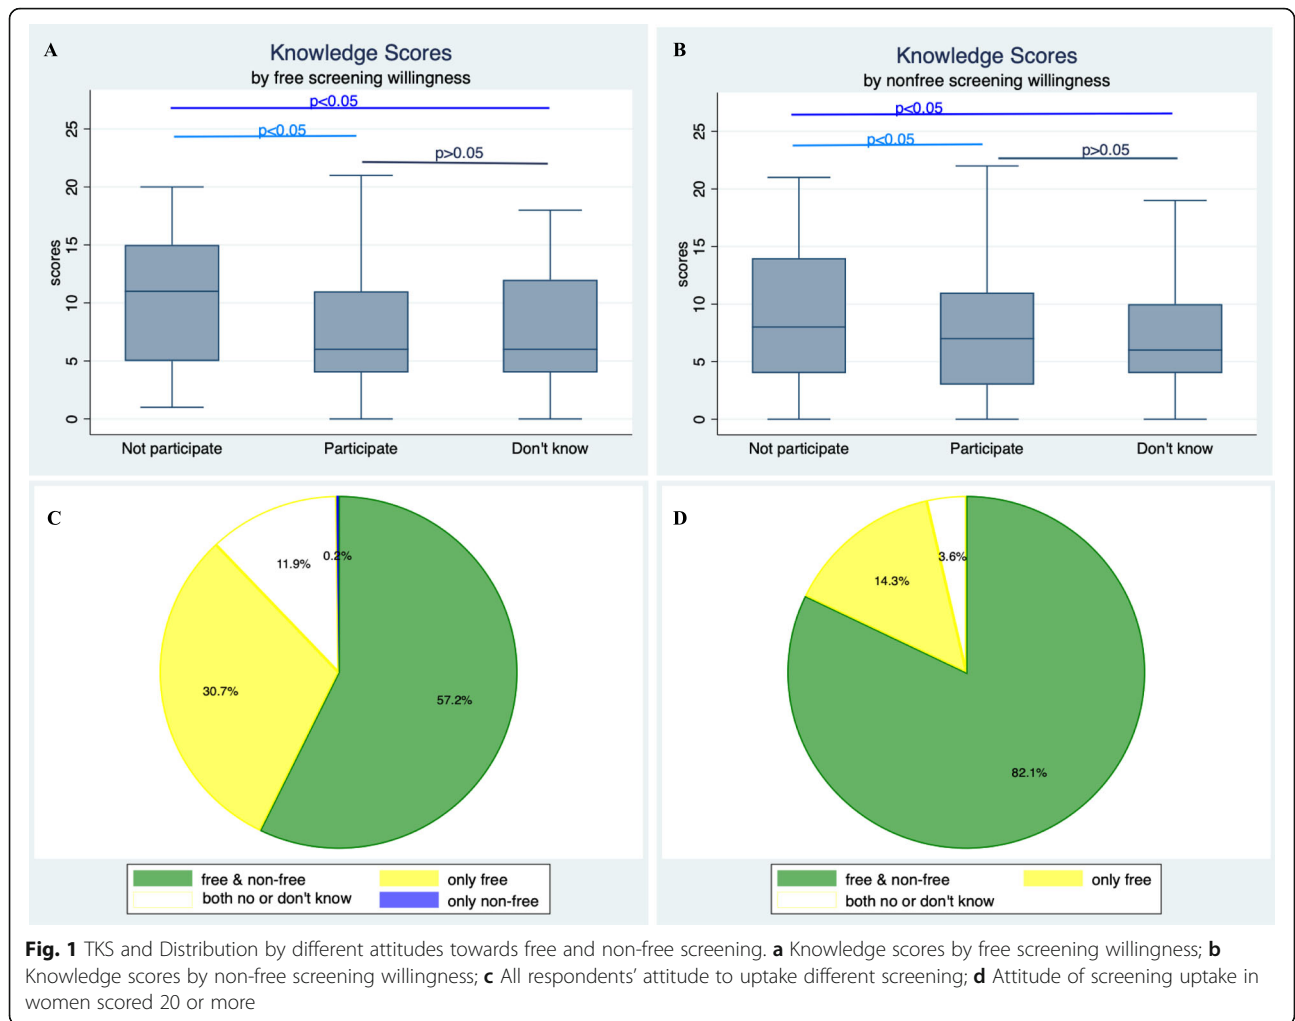 A
Knowledge Scores
by free screening willingness
p<0.05
p<0.05
p>0.05
scores
25
20
15
10
5
0
Not participate
Participate
Don't know
B
Knowledge Scores
by nonfree screening willingness
p<0.05
p<0.05
p>0.05
scores
25
20
15
10
5
0
Not participate
Participate
Don't know
C
11.9%
0.2%
30.7%
57.2%
free & non-free
only free
both no or don't know
only non-free
D
3.6%
14.3%
82.1%
free & non-free
only free
both no or don't know
Fig. 1 TKS and Distribution by different attitudes towards free and non-free screening. a Knowledge scores by free screening willingness; b
Knowledge scores by non-free screening willingness; c All respondents' attitude to uptake different screening; d Attitude of screening uptake in
women scored 20 or more